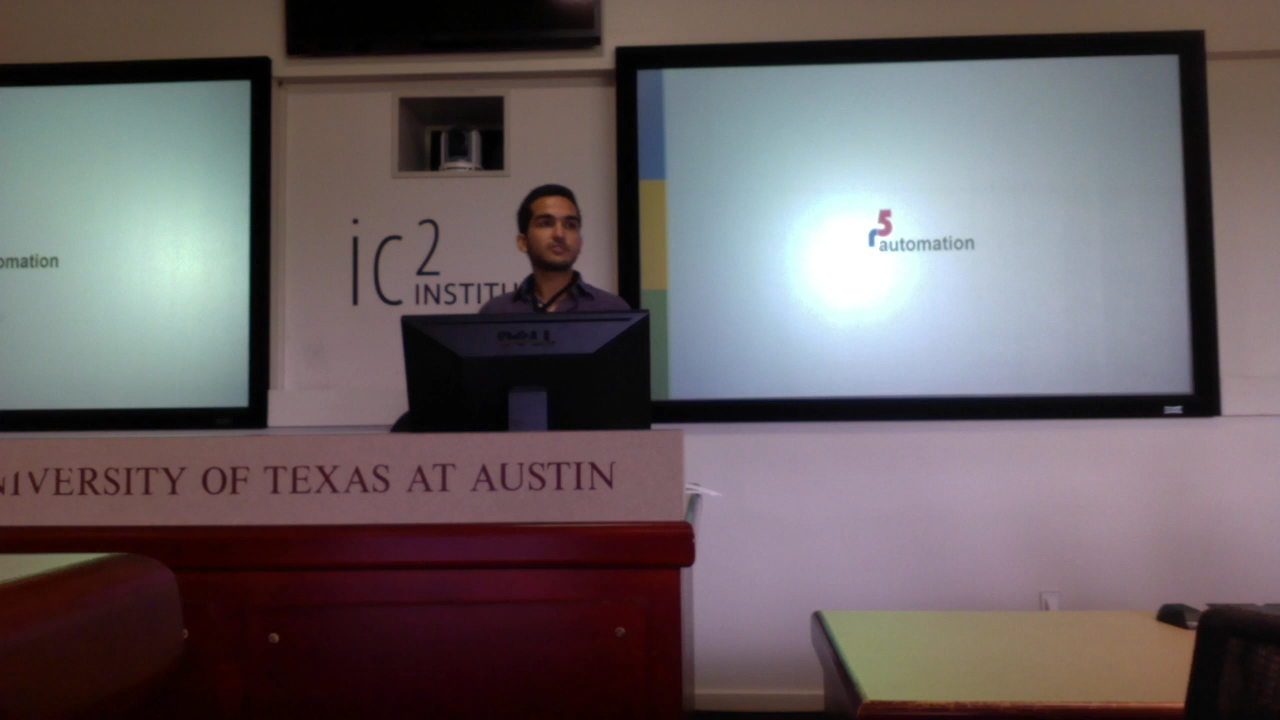 omation
ic2
INSTITU
DELL
r5
automation
NIVERSITY OF TEXAS AT AUSTIN